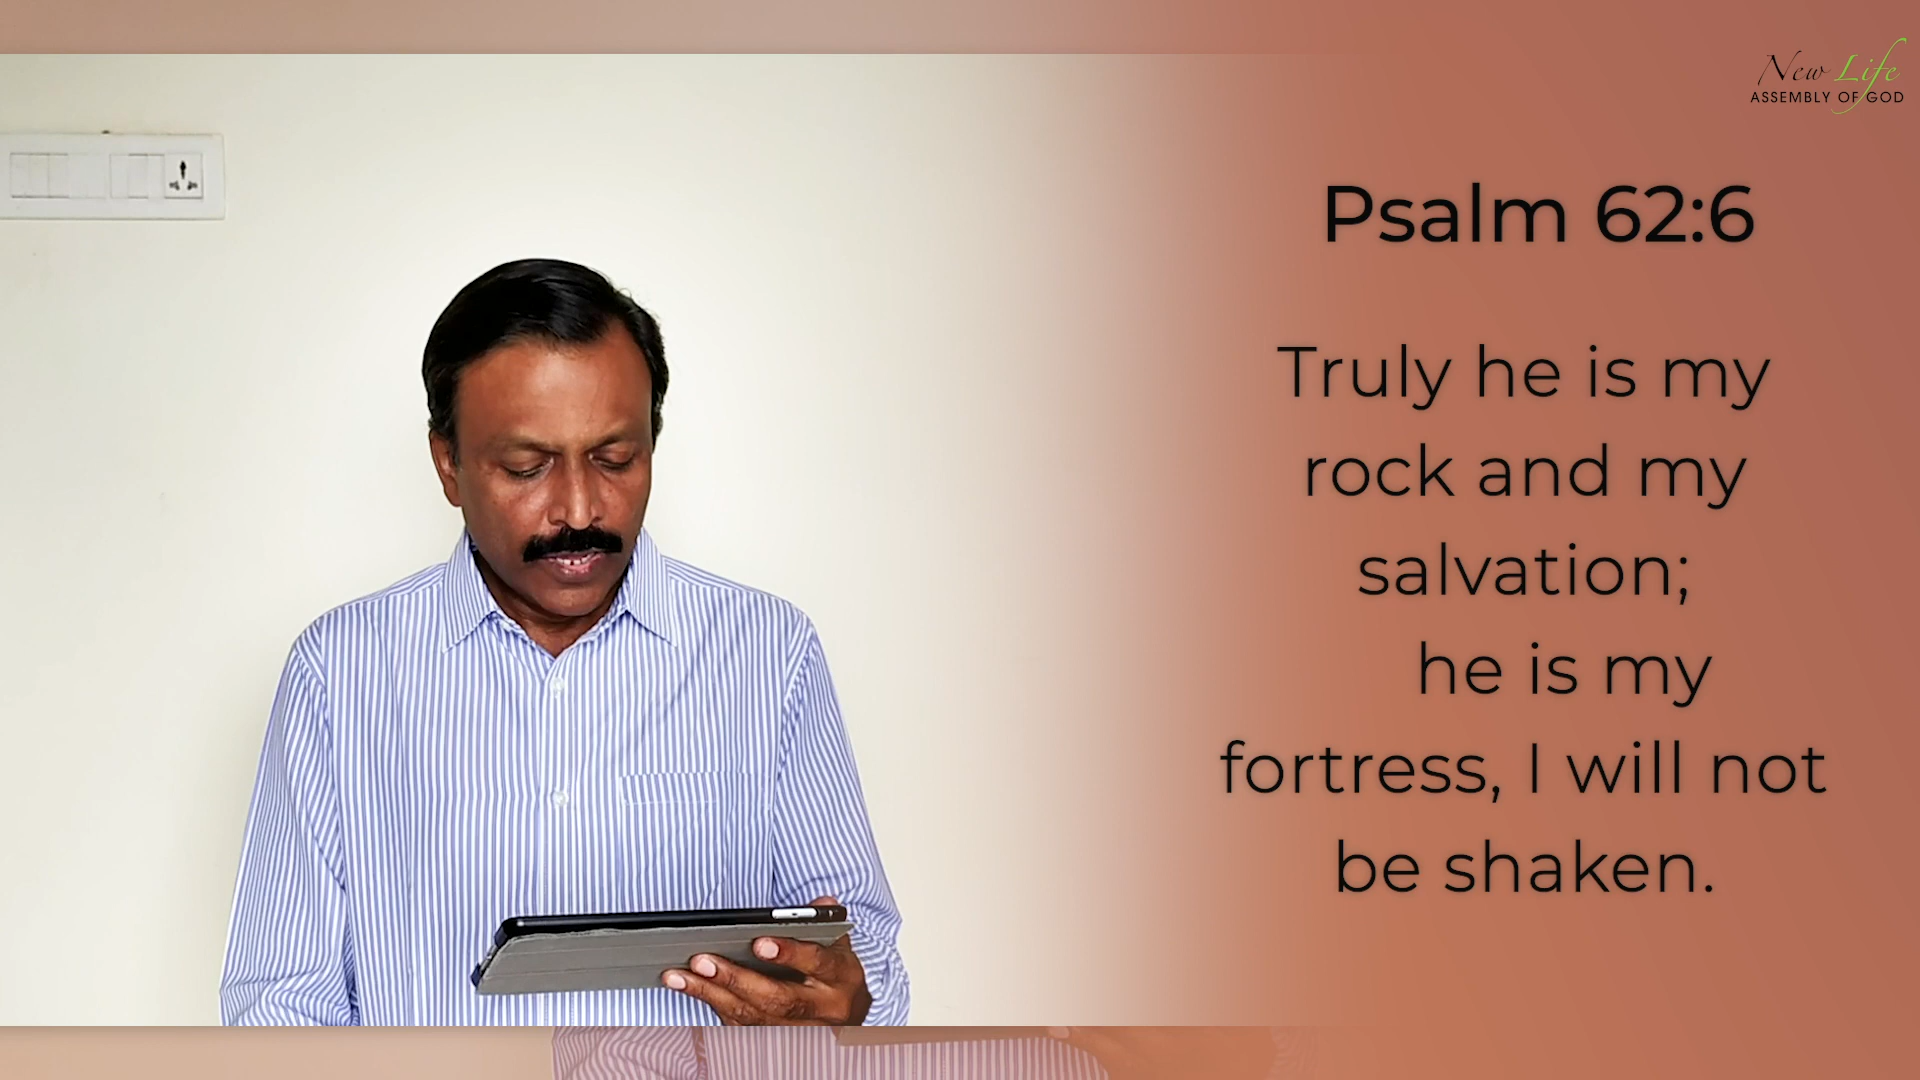 New Life
ASSEMBLY OF GOD
Psalm 62:6
Truly he is my
rock and my
salvation;
he is my
fortress, I will not
be shaken.